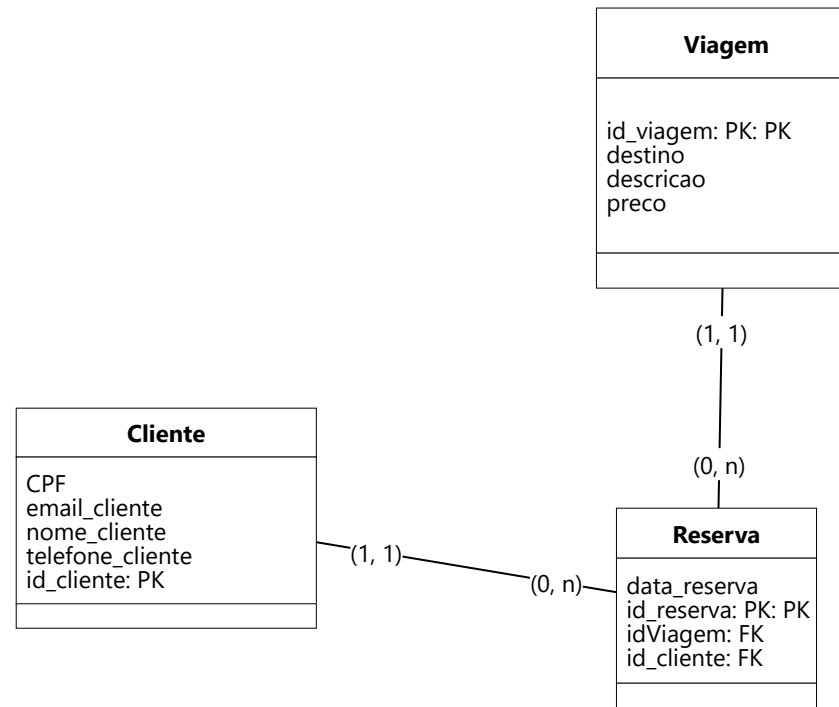 Viagem
id_viagem: PK: PK
destino
descricao
preco
(1, 1)
(0, n)
Cliente
CPF
email_cliente
nome_cliente
telefone_cliente
id_cliente: PK
(1, 1)
(0, n)
Reserva
data_reserva
id_reserva: PK: PK
idViagem: FK
id_cliente: FK